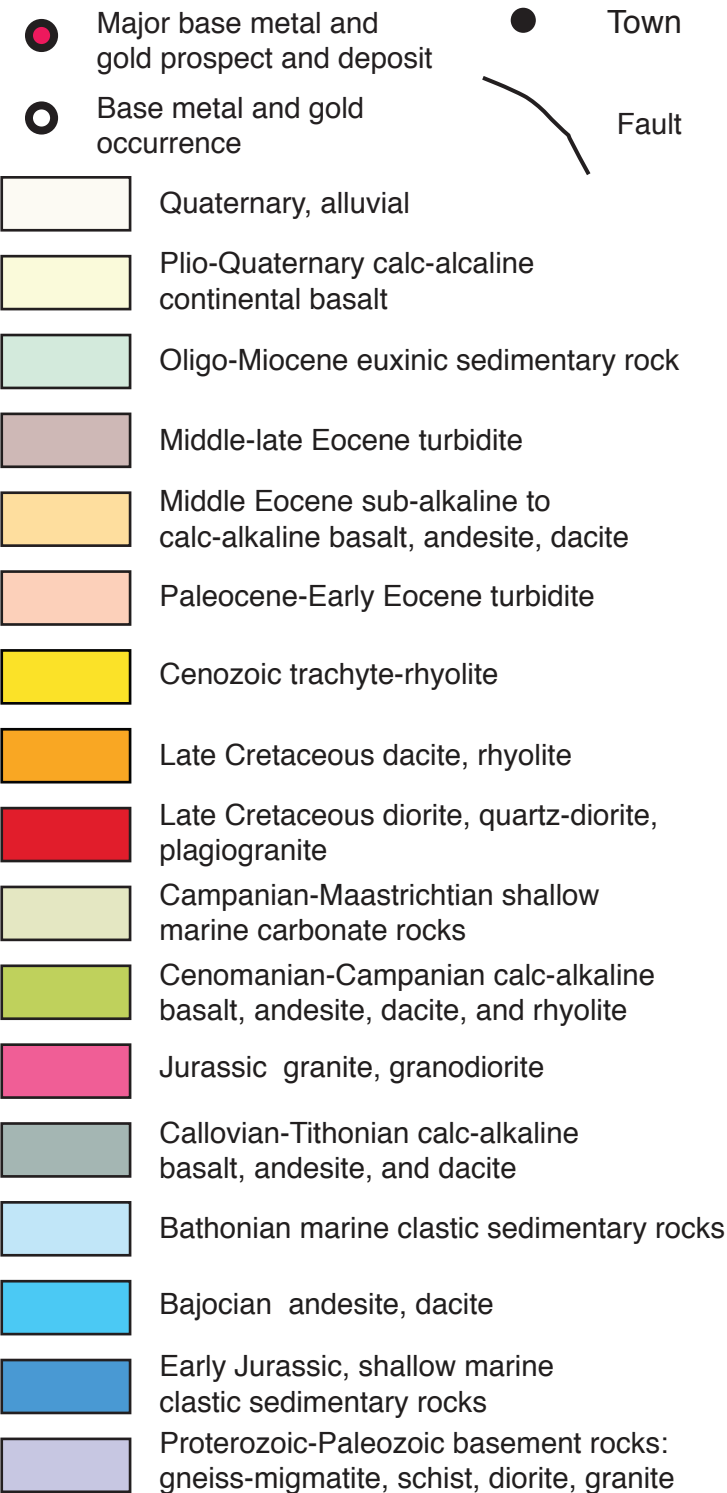 Major base metal and
gold prospect and deposit
Town
Base metal and gold
occurrence
Fault
Quaternary, alluvial
Plio-Quaternary calc-alcaline
continental basalt
Oligo-Miocene euxinic sedimentary rock
Middle-late Eocene turbidite
Middle Eocene sub-alkaline to
calc-alkaline basalt, andesite, dacite
Paleocene-Early Eocene turbidite
Cenozoic trachyte-rhyolite
Late Cretaceous dacite, rhyolite
Late Cretaceous diorite, quartz-diorite,
plagiogranite
Campanian-Maastrichtian shallow
marine carbonate rocks
Cenomanian-Campanian calc-alkaline
basalt, andesite, dacite, and rhyolite
Jurassic granite, granodiorite
Callovian-Tithonian calc-alkaline
basalt, andesite, and dacite
Bathonian marine clastic sedimentary rocks
Bajocian andesite, dacite
Early Jurassic, shallow marine
clastic sedimentary rocks
Proterozoic-Paleozoic basement rocks:
gneiss-migmatite, schist, diorite, granite